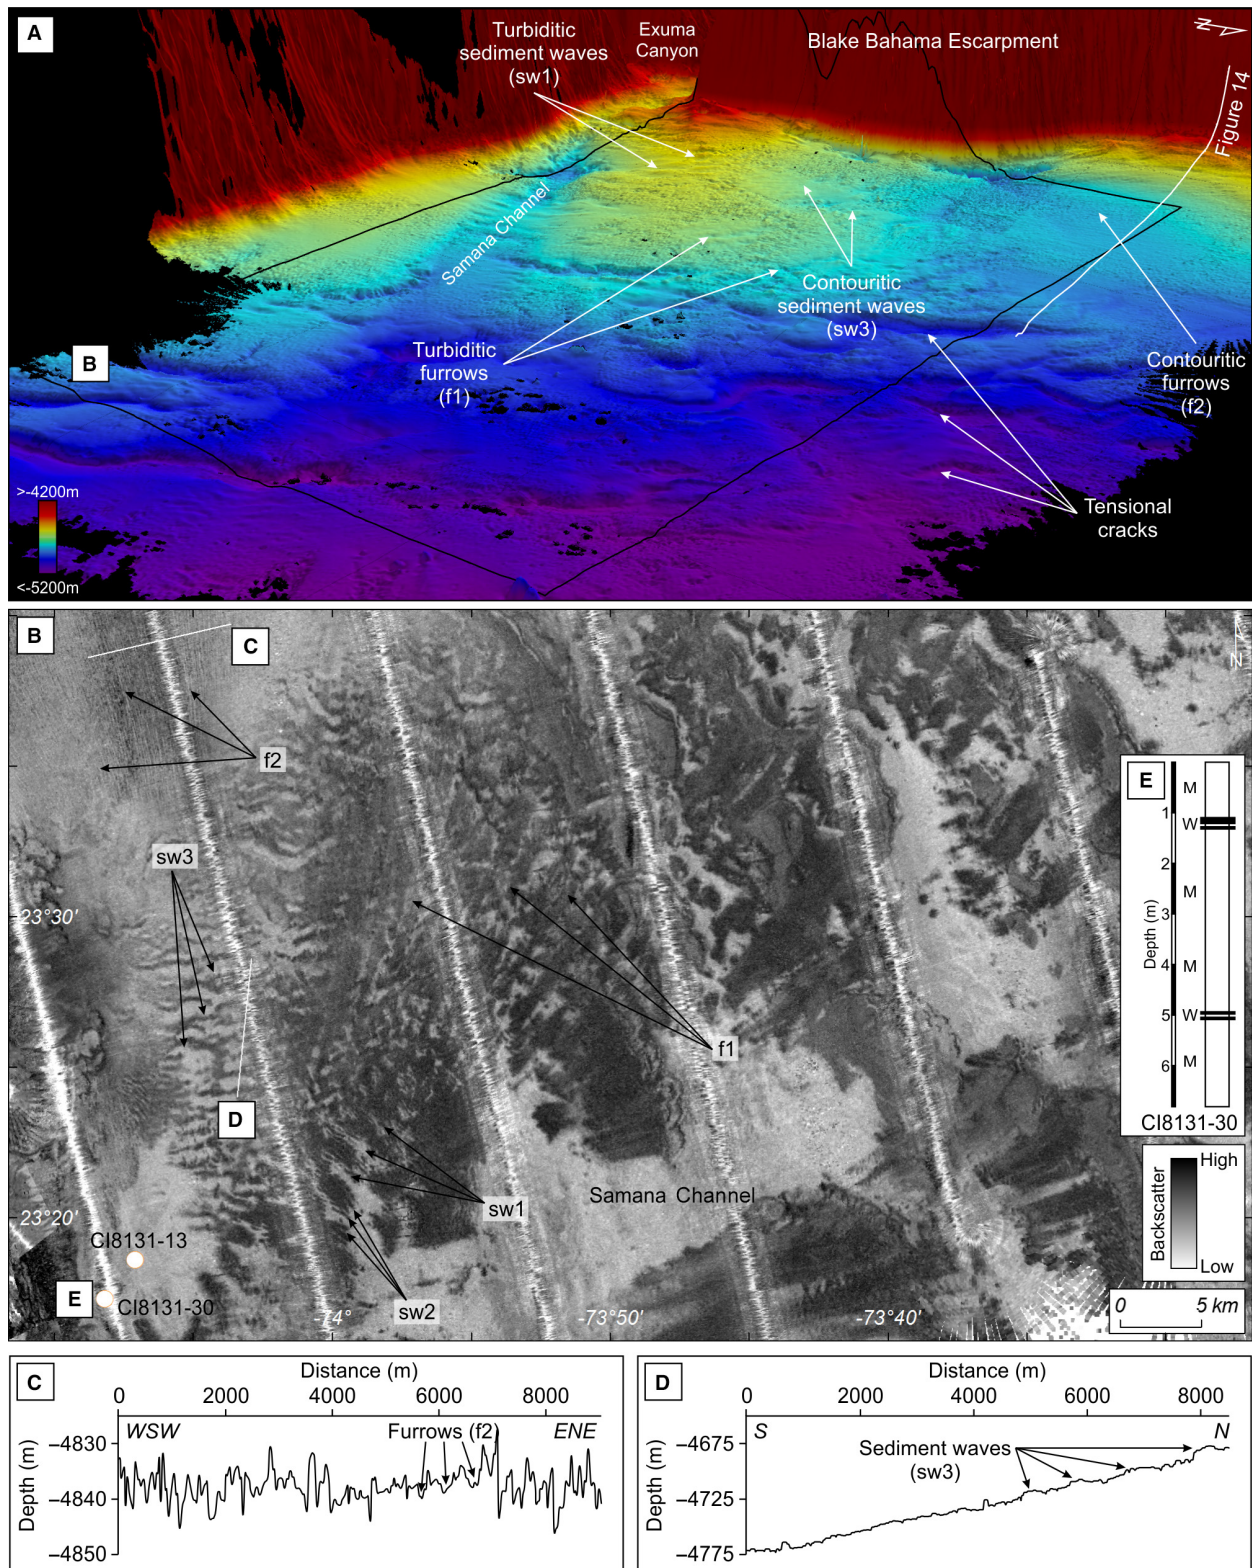 A
Turbiditic
sediment waves
(sw1)
Exuma
Canyon
Blake Bahama Escarpment
N
Figure 14
Samana Channel
Contouritic
sediment waves
(sw3)
Turbiditic
furrows
(f1)
B
Contouritic
furrows
(f2)
Tensional
cracks
>-4200m
<-5200m
B
C
N
f2
sw3
23°30'
f1
D
sw1
Samana Channel
23°20'
CI8131-13
E
CI8131-30
sw2
-74°
-73°50'
-73°40'
E
Depth (m)
M
1
W
2
M
3
4
M
5
W
M
6
CI8131-30
Backscatter
High
Low
0 5 km
C
Distance (m)
0 2000 4000 6000 8000
WSW
Furrows (f2)
ENE
Depth (m)
–4830
–4840
–4850
D
Distance (m)
0 2000 4000 6000 8000
S
N
Sediment waves
(sw3)
Depth (m)
–4675
–4725
–4775